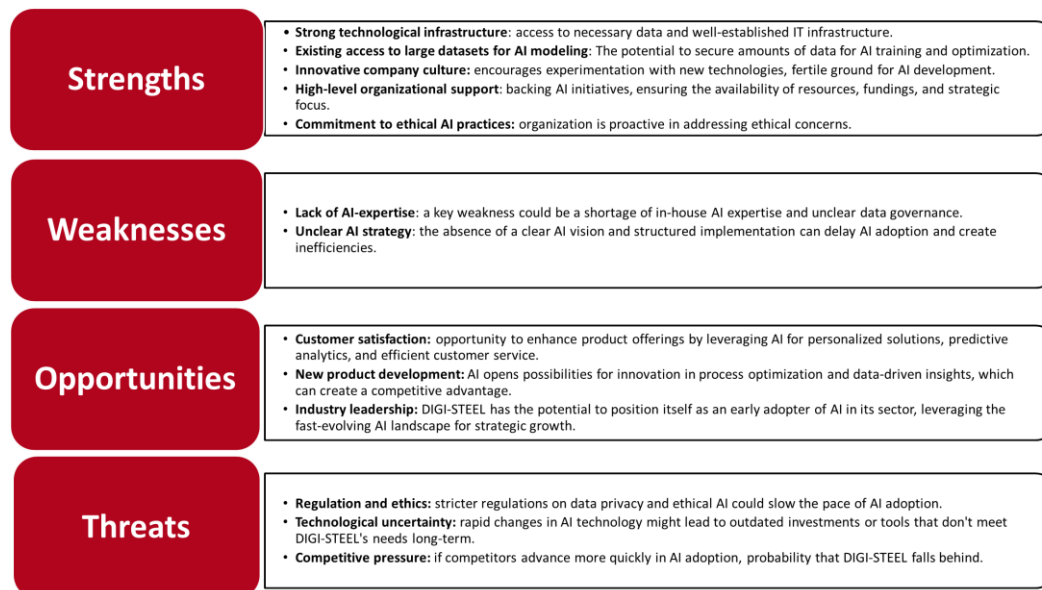 Strengths
• Strong technological infrastructure: access to necessary data and well-established IT infrastructure.
• Existing access to large datasets for AI modeling: The potential to secure amounts of data for AI training and optimization.
• Innovative company culture: encourages experimentation with new technologies, fertile ground for AI development.
• High-level organizational support: backing AI initiatives, ensuring the availability of resources, fundings, and strategic
focus.
• Commitment to ethical AI practices: organization is proactive in addressing ethical concerns.
Weaknesses
• Lack of AI-expertise: a key weakness could be a shortage of in-house AI expertise and unclear data governance.
• Unclear AI strategy: the absence of a clear AI vision and structured implementation can delay AI adoption and create
inefficiencies.
Opportunities
• Customer satisfaction: opportunity to enhance product offerings by leveraging AI for personalized solutions, predictive
analytics, and efficient customer service.
• New product development: AI opens possibilities for innovation in process optimization and data-driven insights, which
can create a competitive advantage.
• Industry leadership: DIGI-STEEL has the potential to position itself as an early adopter of AI in its sector, leveraging the
fast-evolving AI landscape for strategic growth.
Threats
• Regulation and ethics: stricter regulations on data privacy and ethical AI could slow the pace of AI adoption.
• Technological uncertainty: rapid changes in AI technology might lead to outdated investments or tools that don't meet
DIGI-STEEL's needs long-term.
• Competitive pressure: if competitors advance more quickly in AI adoption, probability that DIGI-STEEL falls behind.